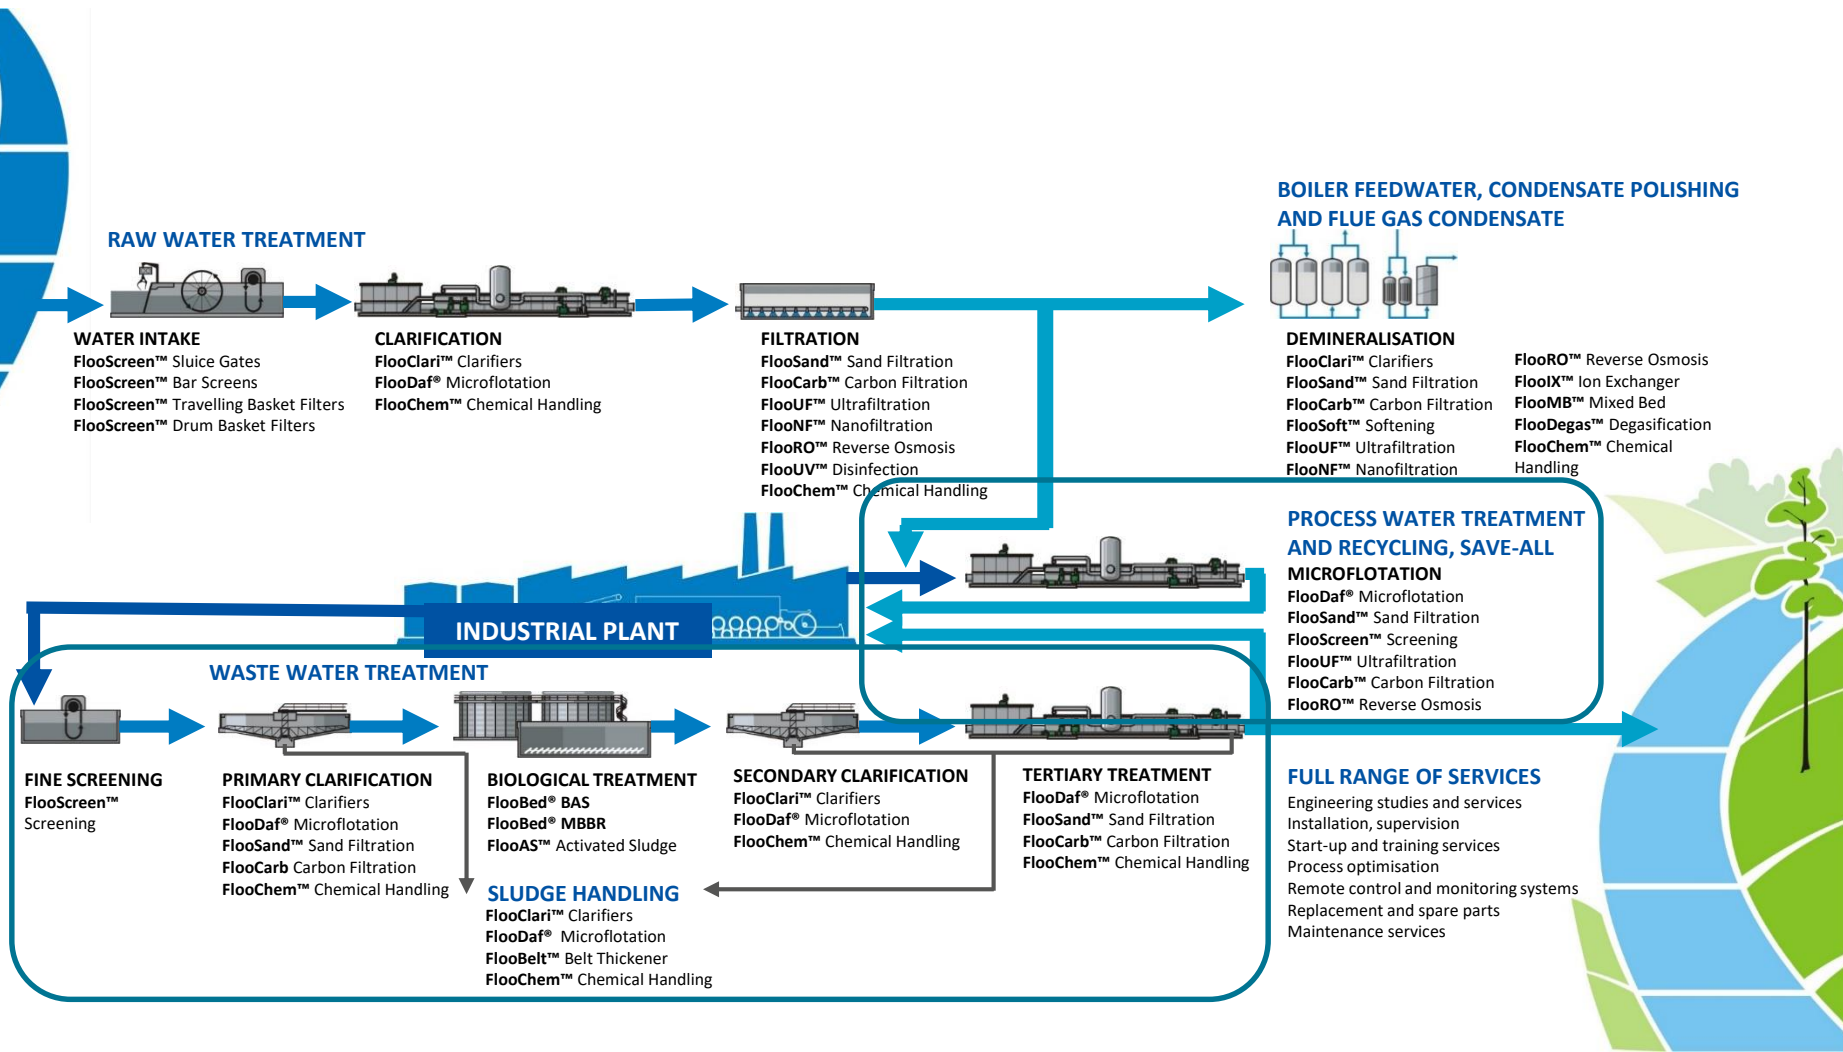 BOILER FEEDWATER, CONDENSATE POLISHING
AND FLUE GAS CONDENSATE
RAW WATER TREATMENT
WATER INTAKE
FlooScreen™ Sluice Gates
FlooScreen™ Bar Screens
FlooScreen™ Travelling Basket Filters
FlooScreen™ Drum Basket Filters
CLARIFICATION
FlooClari™ Clarifiers
FlooDaf® Microflotation
FlooChem™ Chemical Handling
FILTRATION
FlooSand™ Sand Filtration
FlooCarb™ Carbon Filtration
FlooUF™ Ultrafiltration
FlooNF™ Nanofiltration
FlooRO™ Reverse Osmosis
FlooUV™ Disinfection
FlooChem™ Chemical Handling
DEMINERALISATION
FlooClari™ Clarifiers
FlooSand™ Sand Filtration
FlooCarb™ Carbon Filtration
FlooSoft™ Softening
FlooUF™ Ultrafiltration
FlooNF™ Nanofiltration
FlooRO™ Reverse Osmosis
FlooIX™ Ion Exchanger
FlooMB™ Mixed Bed
FlooDegas™ Degasification
FlooChem™ Chemical
Handling
PROCESS WATER TREATMENT
AND RECYCLING, SAVE-ALL
MICROFLOTATION
FlooDaf® Microflotation
FlooSand™ Sand Filtration
FlooScreen™ Screening
FlooUF™ Ultrafiltration
FlooCarb™ Carbon Filtration
FlooRO™ Reverse Osmosis
INDUSTRIAL PLANT
WASTE WATER TREATMENT
FINE SCREENING
FlooScreen™
Screening
PRIMARY CLARIFICATION
FlooClari™ Clarifiers
FlooDaf® Microflotation
FlooSand™ Sand Filtration
FlooCarb Carbon Filtration
FlooChem™ Chemical Handling
BIOLOGICAL TREATMENT
FlooBed® BAS
FlooBed® MBBR
FlooAS™ Activated Sludge
SLUDGE HANDLING
FlooClari™ Clarifiers
FlooDaf® Microflotation
FlooBelt™ Belt Thickener
FlooChem™ Chemical Handling
SECONDARY CLARIFICATION
FlooClari™ Clarifiers
FlooDaf® Microflotation
FlooChem™ Chemical Handling
TERTIARY TREATMENT
FlooDaf® Microflotation
FlooSand™ Sand Filtration
FlooCarb™ Carbon Filtration
FlooChem™ Chemical Handling
FULL RANGE OF SERVICES
Engineering studies and services
Installation, supervision
Start-up and training services
Process optimisation
Remote control and monitoring systems
Replacement and spare parts
Maintenance services